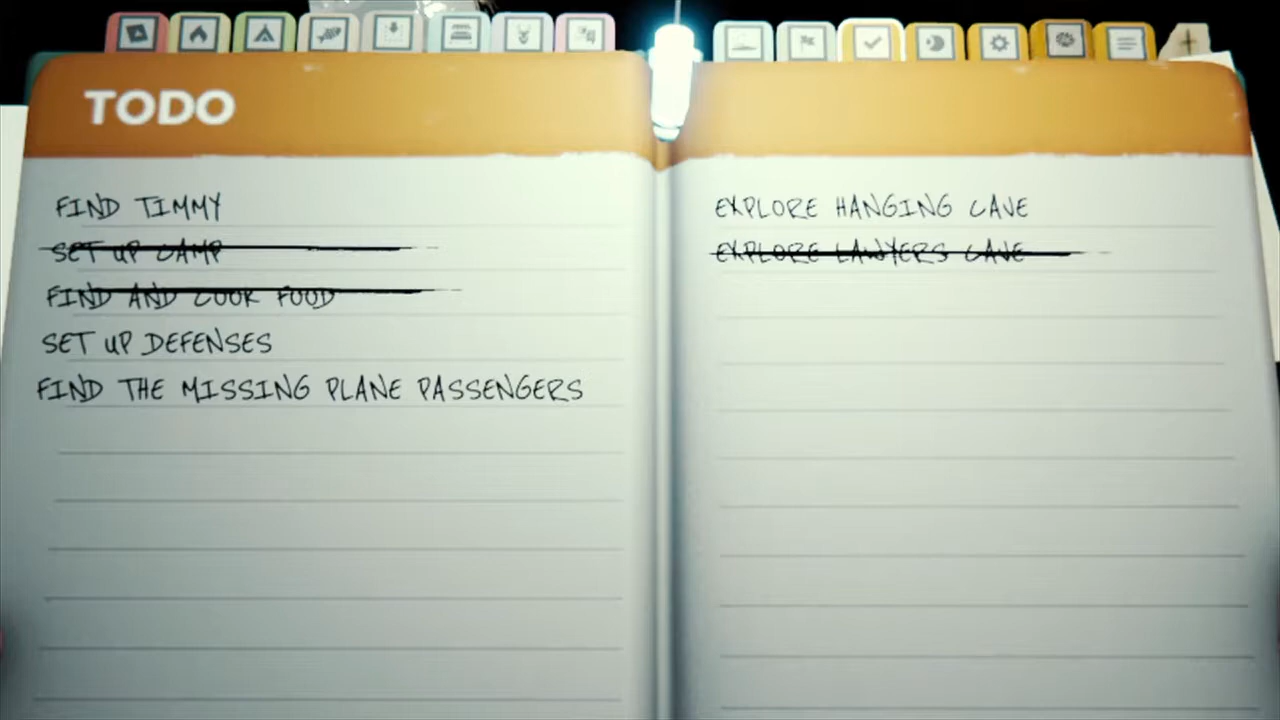 TODO
FIND TIMMY
SET UP CAMP
FIND AND COOK FOOD
SET UP DEFENSES
FIND THE MISSING PLANE PASSENGERS
EXPLORE HANGING CAVE
EXPLORE LAWYERS CAVE